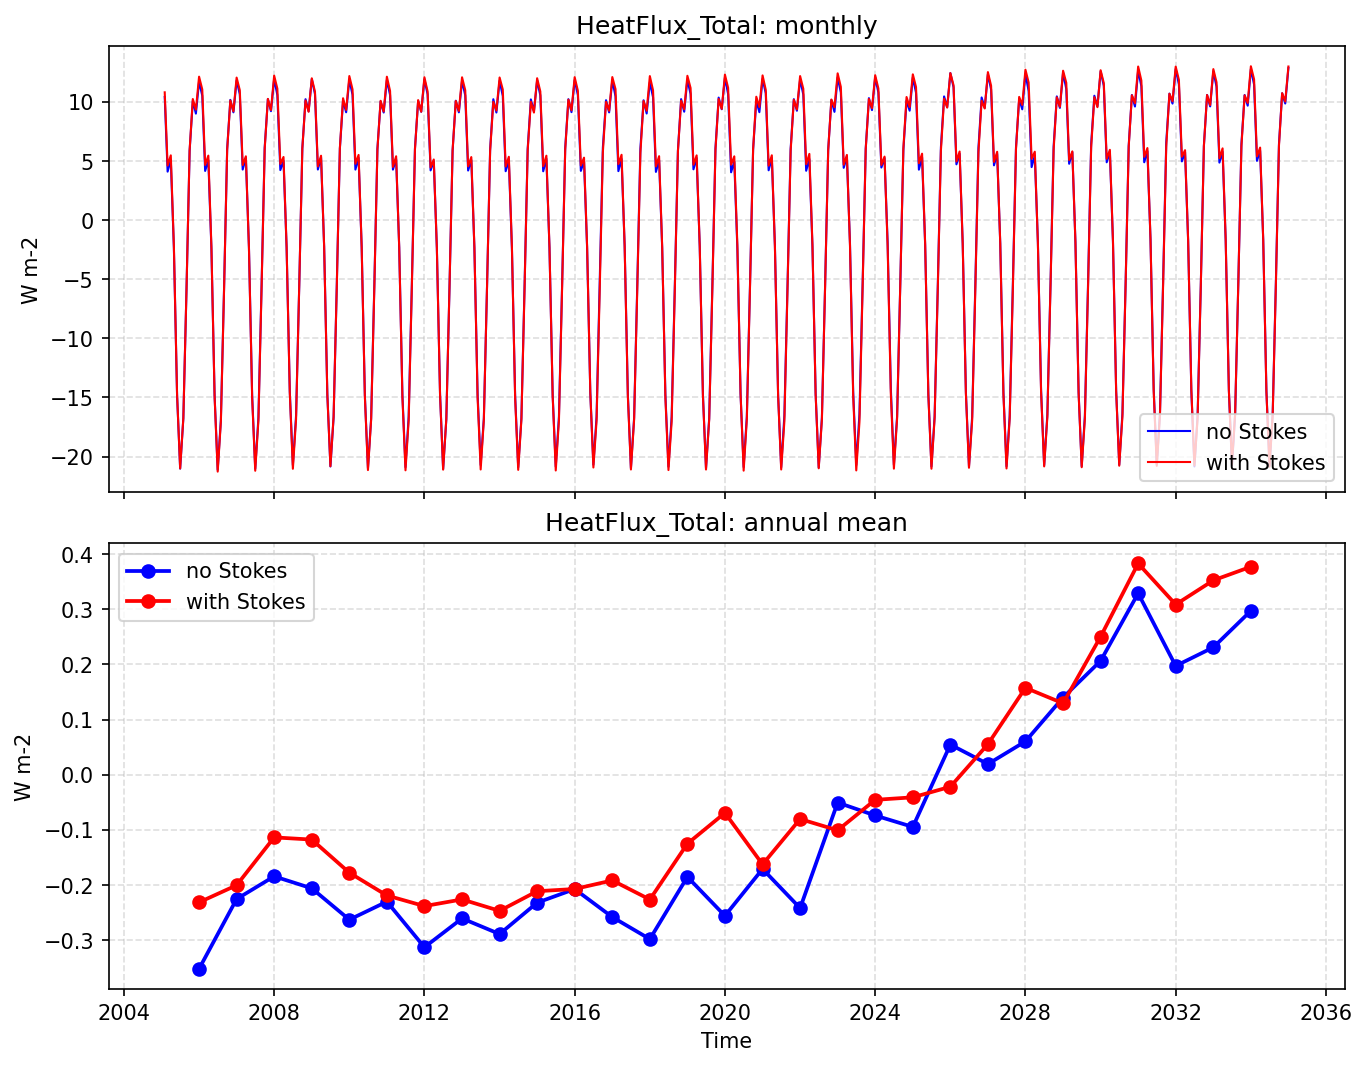 HeatFlux_Total: monthly
W m-2
10
5
0
−5
−10
−15
−20
no Stokes
with Stokes
HeatFlux_Total: annual mean
W m-2
0.4
0.3
0.2
0.1
0.0
−0.1
−0.2
−0.3
no Stokes
with Stokes
2004 2008 2012 2016 2020 2024 2028 2032 2036
Time